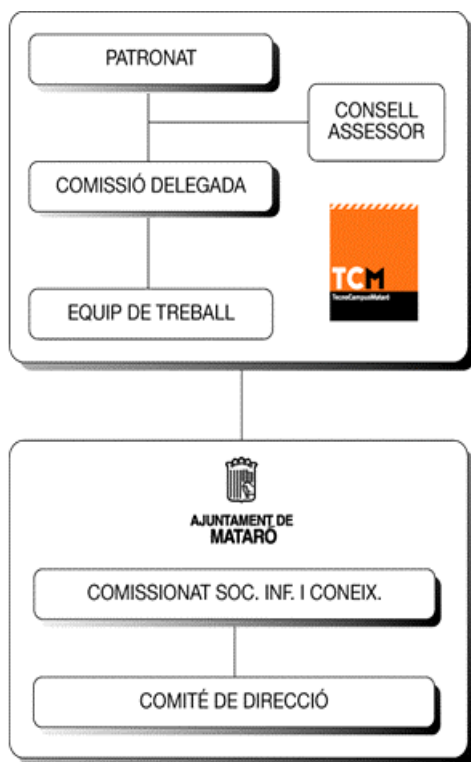 PATRONAT
CONSELL
ASSESSOR
COMISSIÓ DELEGADA
TCM
TecnoCampusMataró
EQUIP DE TREBALL
AJUNTAMENT DE
MATARÓ
COMISSIONAT SOC. INF. I CONEIX.
COMITÉ DE DIRECCIÓ